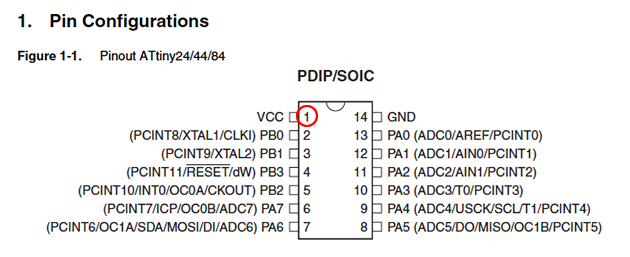 1. Pin Configurations
Figure 1-1. Pinout ATtiny24/44/84
PDIP/SOIC
VCC 1 14 GND
(PCINT8/XTAL1/CLKI) PB0 2 13 PA0 (ADC0/AREF/PCINT0)
(PCINT9/XTAL2) PB1 3 12 PA1 (ADC1/AIN0/PCINT1)
(PCINT11/RESET/dW) PB3 4 11 PA2 (ADC2/AIN1/PCINT2)
(PCINT10/INT0/OC0A/CKOUT) PB2 5 10 PA3 (ADC3/T0/PCINT3)
(PCINT7/ICP/OC0B/ADC7) PA7 6 9 PA4 (ADC4/USCK/SCL/T1/PCINT4)
(PCINT6/OC1A/SDA/MOSI/DI/ADC6) PA6 7 8 PA5 (ADC5/DO/MISO/OC1B/PCINT5)